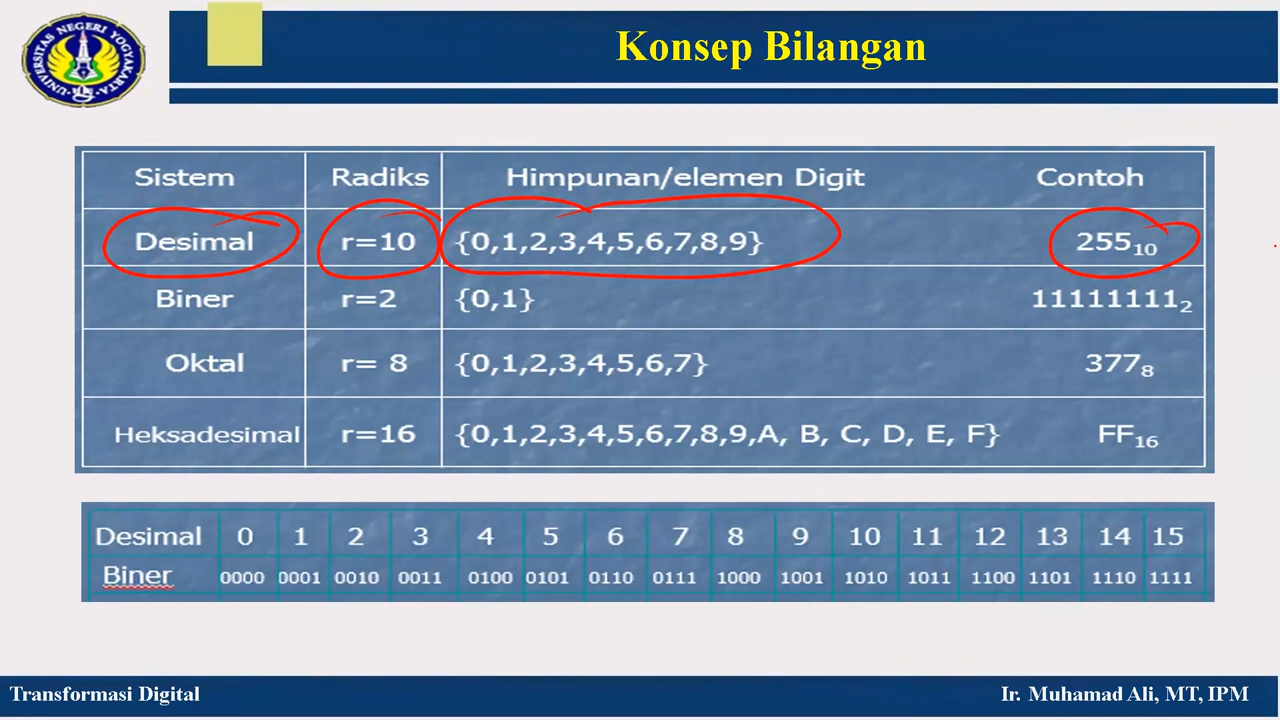 UNIVERSITAS NEGERI YOGYAKARTA
Konsep Bilangan
Sistem Radiks Himpunan/elemen Digit Contoh
Desimal r=10 {0,1,2,3,4,5,6,7,8,9} 255₁₀
Biner r=2 {0,1} 11111111₂
Oktal r= 8 {0,1,2,3,4,5,6,7} 377₈
Heksadesimal r=16 {0,1,2,3,4,5,6,7,8,9,A, B, C, D, E, F} FF₁₆
Desimal 0 1 2 3 4 5 6 7 8 9 10 11 12 13 14 15
Biner 0000 0001 0010 0011 0100 0101 0110 0111 1000 1001 1010 1011 1100 1101 1110 1111
Transformasi Digital
Ir. Muhamad Ali, MT, IPM